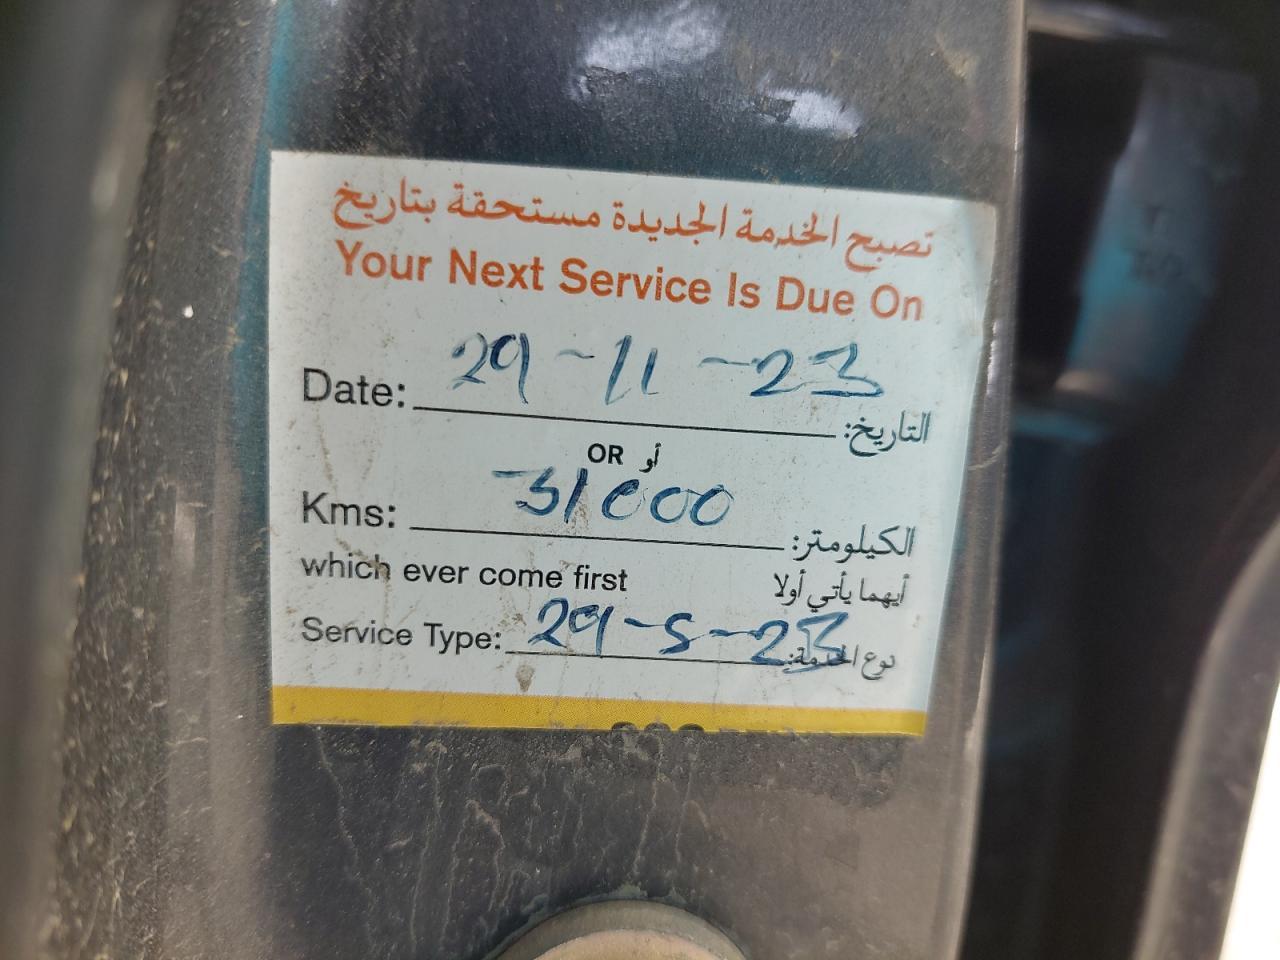 تصبح الخدمة الجديدة مستحقة بتاريخ
Your Next Service Is Due On
Date: 29-11-23 التاريخ:
OR أو
Kms: 31000 الكيلومتر:
which ever come first أيهما يأتي أولا
Service Type: 29-5-23 نوع الخدمة: